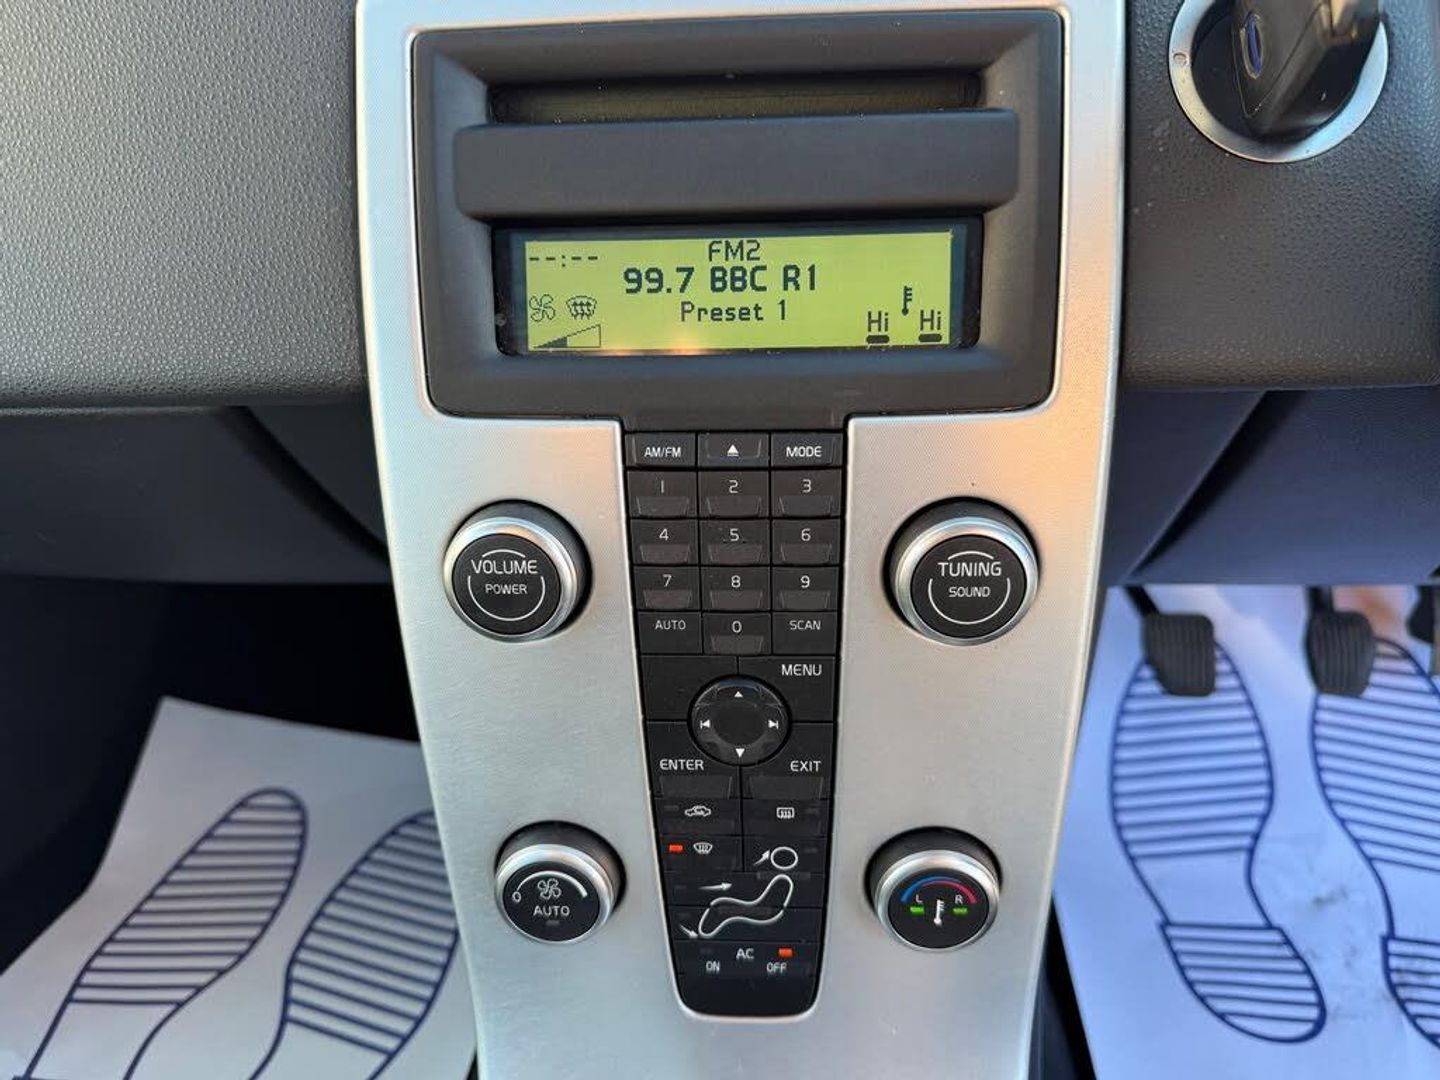 --:--
FM2
99.7 BBC R1
Preset 1
Hi Hi
AM/FM MODE
1 2 3
4 5 6
7 8 9
AUTO 0 SCAN
VOLUME
POWER
TUNING
SOUND
MENU
ENTER EXIT
0
AUTO
L R
AC
ON OFF